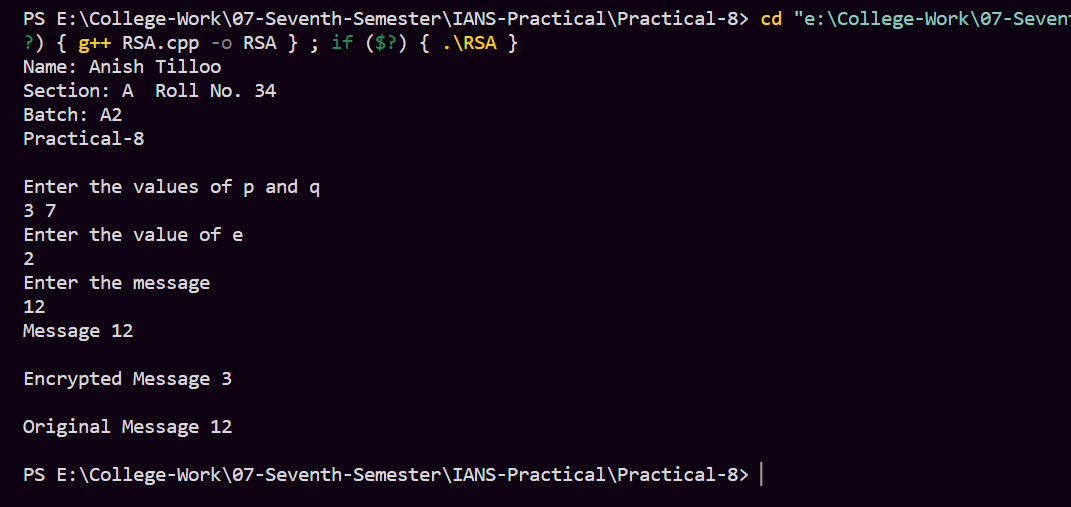 PS E:\College-Work\07-Seventh-Semester\IANS-Practical\Practical-8> cd "e:\College-Work\07-Seven
?) { g++ RSA.cpp -o RSA } ; if ($?) { .\RSA }
Name: Anish Tilloo
Section: A  Roll No. 34
Batch: A2
Practical-8
Enter the values of p and q
3 7
Enter the value of e
2
Enter the message
12
Message 12
Encrypted Message 3
Original Message 12
PS E:\College-Work\07-Seventh-Semester\IANS-Practical\Practical-8>